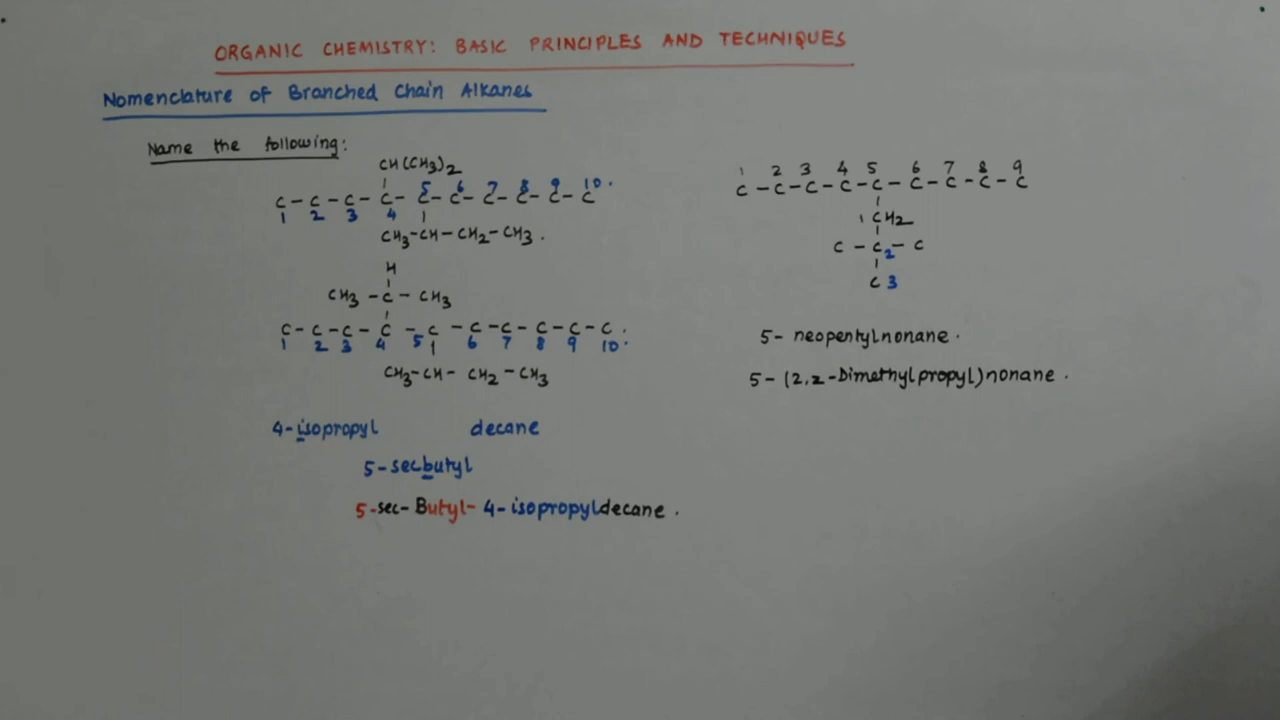 ORGANIC CHEMISTRY: BASIC PRINCIPLES AND TECHNIQUES
Nomenclature of Branched Chain Alkanes
Name the following:
CH(CH3)2
C - C - C - C - C - C - C - C - C - C
1 2 3 4 5 6 7 8 9 10.
CH3-CH-CH2-CH3.
H
CH3 - C - CH3
C - C - C - C - C - C - C - C - C - C.
1 2 3 4 5 6 7 8 9 10.
CH3-CH-CH2-CH3
4-isopropyl decane
5-secbutyl
5-sec-Butyl-4-isopropyldecane.
1 2 3 4 5 6 7 8 9
C - C - C - C - C - C - C - C - C
1 CH2
C - C2 - C
C 3
5- neopentylnonane.
5-(2,2-Dimethylpropyl)nonane.